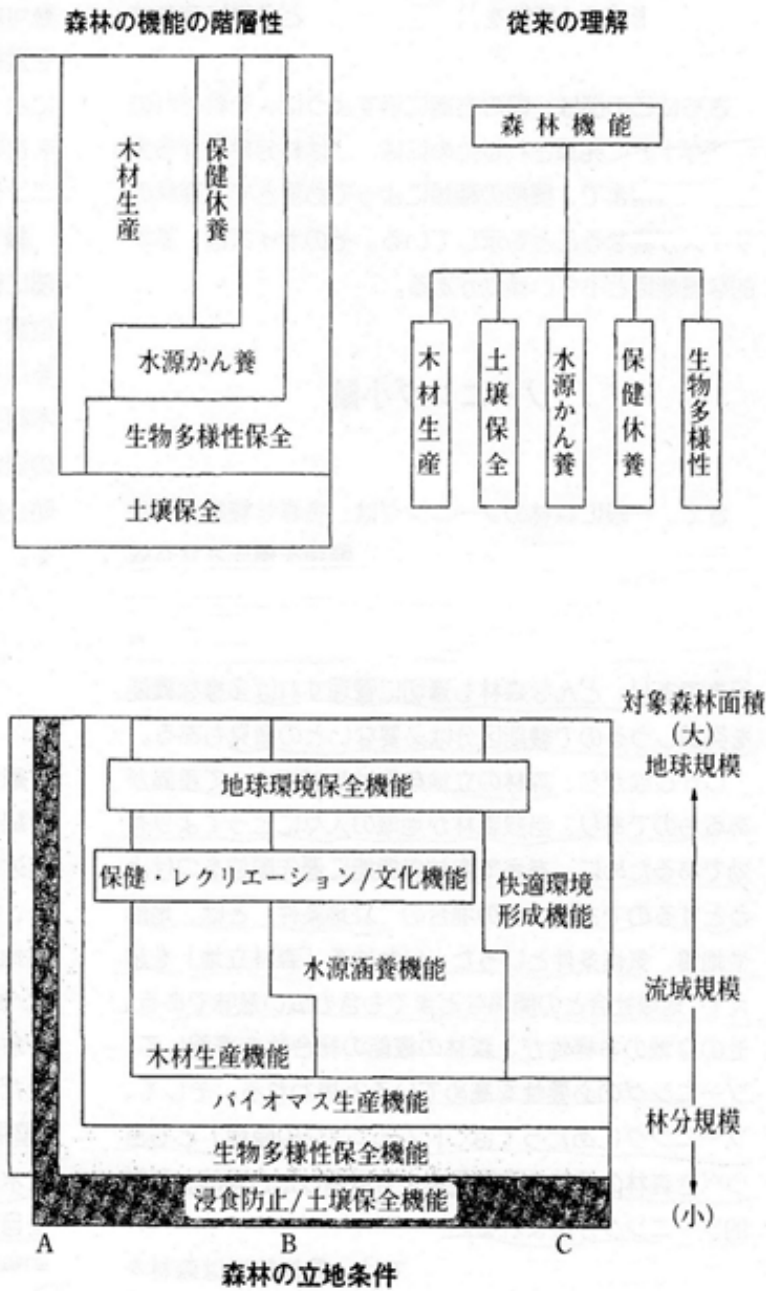 森林の機能の階層性
木材生産
保健休養
水源かん養
生物多様性保全
土壌保全
従来の理解
森林機能
木材生産
土壌保全
水源かん養
保健休養
生物多様性
対象森林面積
(大)
地球規模
地球環境保全機能
保健・レクリエーション/文化機能
快適環境
形成機能
水源涵養機能
流域規模
木材生産機能
バイオマス生産機能
林分規模
生物多様性保全機能
浸食防止/土壌保全機能
(小)
A
B
C
森林の立地条件